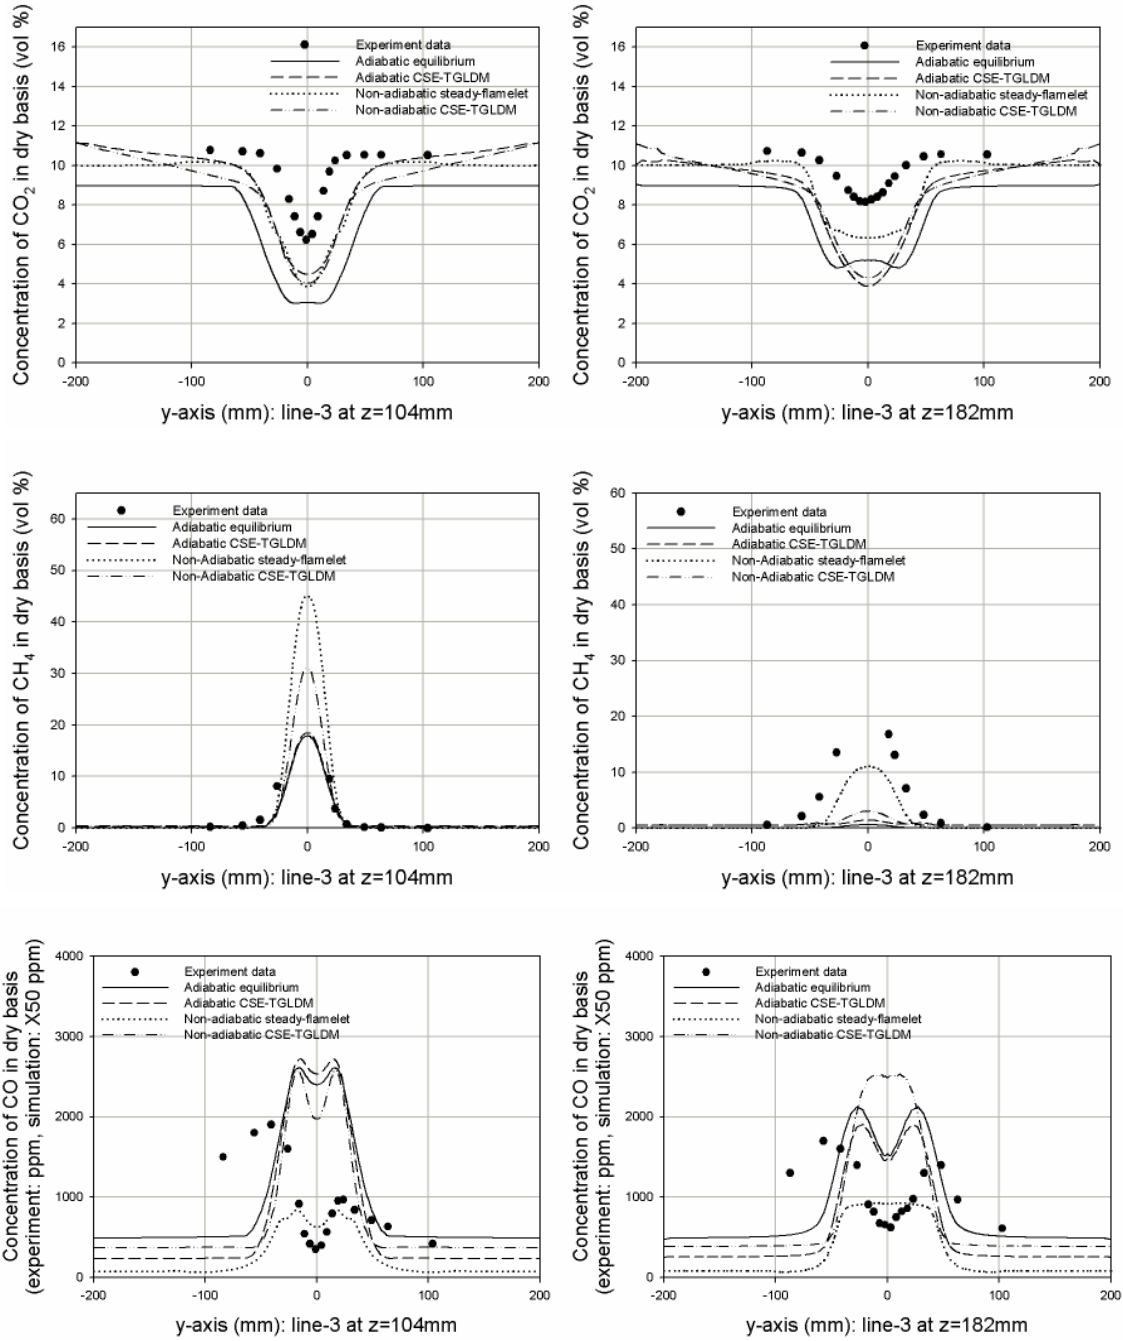 Concentration of CO2 in dry basis (vol %)
16
14
12
10
8
6
4
2
0
Experiment data
Adiabatic equilibrium
Adiabatic CSE-TGLDM
Non-adiabatic steady-flamelet
Non-adiabatic CSE-TGLDM
-200
-100
0
100
200
y-axis (mm): line-3 at z=104mm
Concentration of CO2 in dry basis (vol %)
16
14
12
10
8
6
4
2
0
Experiment data
Adiabatic equilibrium
Adiabatic CSE-TGLDM
Non-adiabatic steady-flamelet
Non-adiabatic CSE-TGLDM
-200
-100
0
100
200
y-axis (mm): line-3 at z=182mm
Concentration of CH4 in dry basis (vol %)
60
50
40
30
20
10
0
Experiment data
Adiabatic equilibrium
Adiabatic CSE-TGLDM
Non-Adiabatic steady-flamelet
Non-Adiabatic CSE-TGLDM
-200
-100
0
100
200
y-axis (mm): line-3 at z=104mm
Concentration of CH4 in dry basis (vol %)
60
50
40
30
20
10
0
Experiment data
Adiabatic equilibrium
Adiabatic CSE-TGLDM
Non-Adiabatic steady-flamelet
Non-Adiabatic CSE-TGLDM
-200
-100
0
100
200
y-axis (mm): line-3 at z=182mm
Concentration of CO in dry basis
(experiment: ppm, simulation: X50 ppm)
4000
3000
2000
1000
0
Experiment data
Adiabatic equilibrium
Adiabatic CSE-TGLDM
Non-adiabatic steady-flamelet
Non-adiabatic CSE-TGLDM
-200
-100
0
100
200
y-axis (mm): line-3 at z=104mm
Concentration of CO in dry basis
(experiment: ppm, simulation: X50 ppm)
4000
3000
2000
1000
0
Experiment data
Adiabatic equilibrium
Adiabatic CSE-TGLDM
Non-adiabatic steady-flamelet
Non-adiabatic CSE-TGLDM
-200
-100
0
100
200
y-axis (mm): line-3 at z=182mm